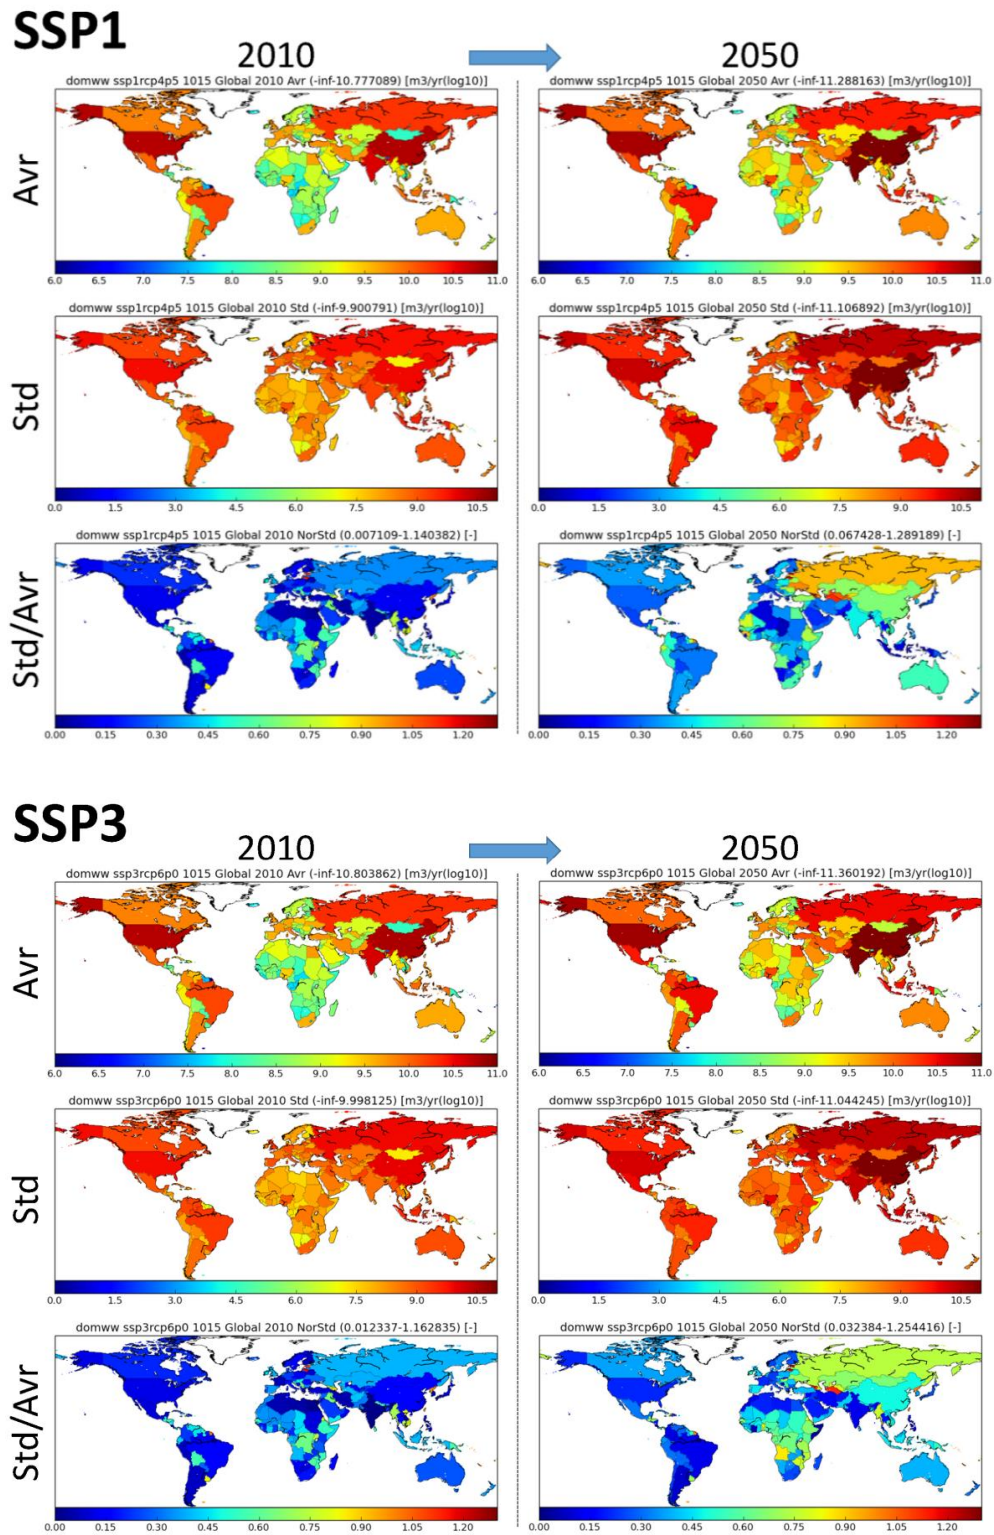 SSP1
2010 2050
domww ssp1rcp4p5 1015 Global 2010 Avr (-inf-10.777089) [m3/yr(log10)] domww ssp1rcp4p5 1015 Global 2050 Avr (-inf-11.288163) [m3/yr(log10)]
Avr
6.0 6.5 7.0 7.5 8.0 8.5 9.0 9.5 10.0 10.5 11.0 6.0 6.5 7.0 7.5 8.0 8.5 9.0 9.5 10.0 10.5 11.0
domww ssp1rcp4p5 1015 Global 2010 Std (-inf-9.900791) [m3/yr(log10)] domww ssp1rcp4p5 1015 Global 2050 Std (-inf-11.106892) [m3/yr(log10)]
Std
0.0 1.5 3.0 4.5 6.0 7.5 9.0 10.5 0.0 1.5 3.0 4.5 6.0 7.5 9.0 10.5
domww ssp1rcp4p5 1015 Global 2010 NorStd (0.007109-1.140382) [-] domww ssp1rcp4p5 1015 Global 2050 NorStd (0.067428-1.289189) [-]
Std/Avr
0.00 0.15 0.30 0.45 0.60 0.75 0.90 1.05 1.20 0.00 0.15 0.30 0.45 0.60 0.75 0.90 1.05 1.20
SSP3
2010 2050
domww ssp3rcp6p0 1015 Global 2010 Avr (-inf-10.803862) [m3/yr(log10)] domww ssp3rcp6p0 1015 Global 2050 Avr (-inf-11.360192) [m3/yr(log10)]
Avr
6.0 6.5 7.0 7.5 8.0 8.5 9.0 9.5 10.0 10.5 11.0 6.0 6.5 7.0 7.5 8.0 8.5 9.0 9.5 10.0 10.5 11.0
domww ssp3rcp6p0 1015 Global 2010 Std (-inf-9.998125) [m3/yr(log10)] domww ssp3rcp6p0 1015 Global 2050 Std (-inf-11.044245) [m3/yr(log10)]
Std
0.0 1.5 3.0 4.5 6.0 7.5 9.0 10.5 0.0 1.5 3.0 4.5 6.0 7.5 9.0 10.5
domww ssp3rcp6p0 1015 Global 2010 NorStd (0.012337-1.162835) [-] domww ssp3rcp6p0 1015 Global 2050 NorStd (0.032384-1.254416) [-]
Std/Avr
0.00 0.15 0.30 0.45 0.60 0.75 0.90 1.05 1.20 0.00 0.15 0.30 0.45 0.60 0.75 0.90 1.05 1.20